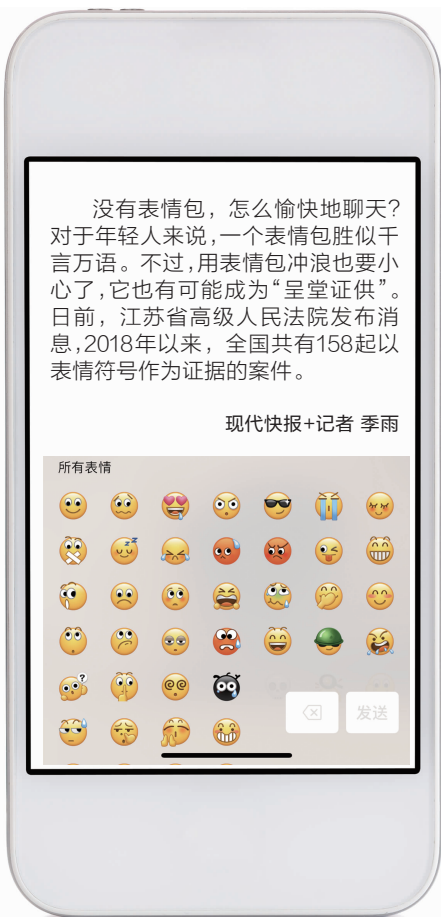 没有表情包，怎么愉快地聊天？
对于年轻人来说，一个表情包胜似千
言万语。不过，用表情包冲浪也要小
心了，它也有可能成为“呈堂证供”。
日前，江苏省高级人民法院发布消
息，2018年以来，全国共有158起以
表情符号作为证据的案件。
现代快报+记者 季雨
所有表情
发送